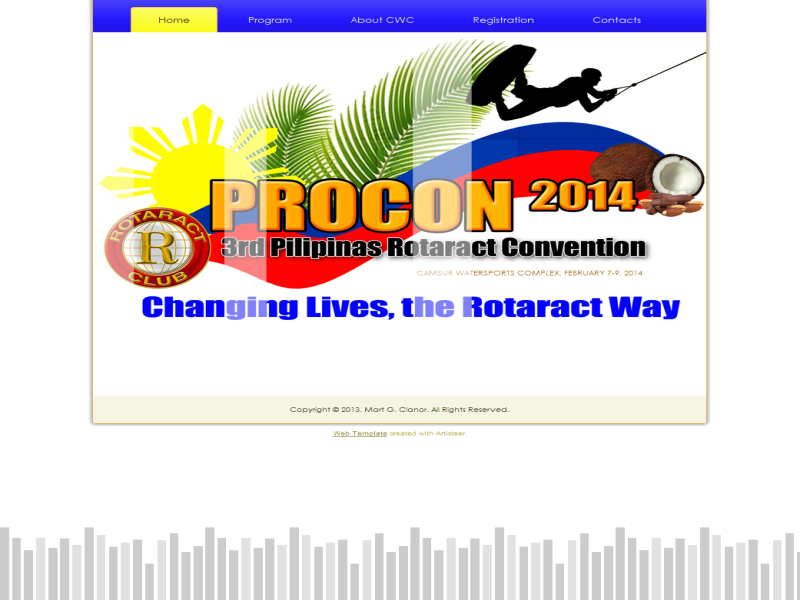 Home Program About CWC Registration Contacts
PROCON 2014
ROTARACT
R
CLUB
3rd Pilipinas Rotaract Convention
CAMSUR WATERSPORTS COMPLEX, FEBRUARY 7-9, 2014
Changing Lives, the Rotaract Way
Copyright © 2013, Mart G. Cianor. All Rights Reserved.
Web Template created with Artisteer.